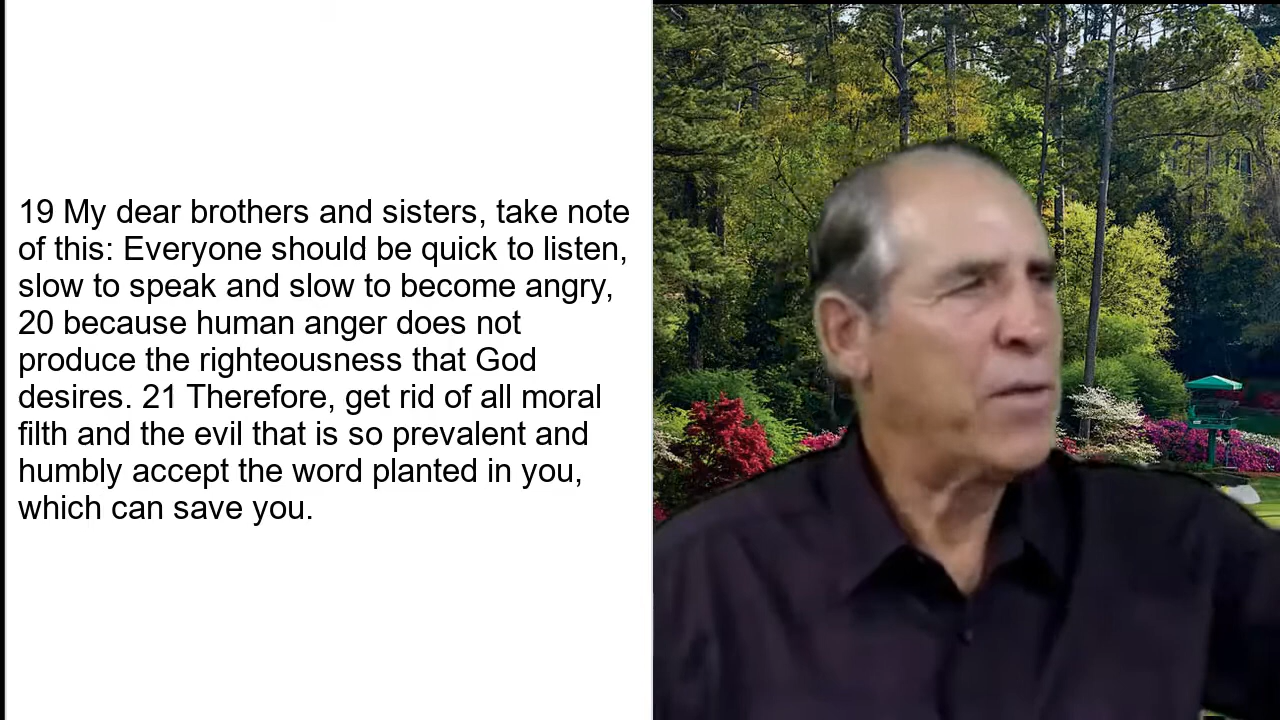 19 My dear brothers and sisters, take note
of this: Everyone should be quick to listen,
slow to speak and slow to become angry,
20 because human anger does not
produce the righteousness that God
desires. 21 Therefore, get rid of all moral
filth and the evil that is so prevalent and
humbly accept the word planted in you,
which can save you.